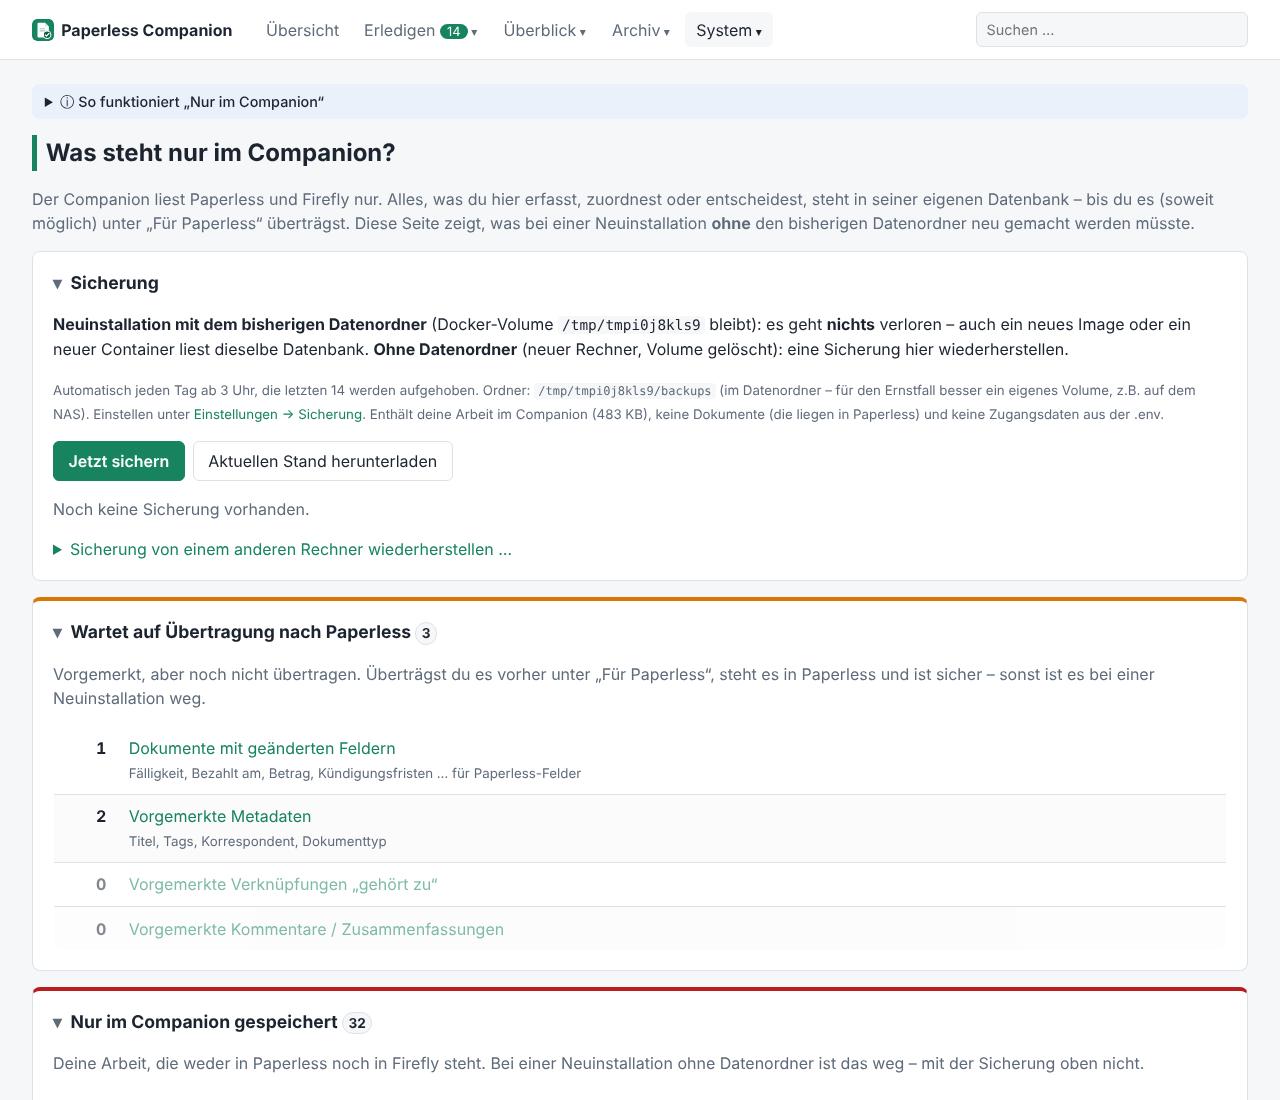 Paperless Companion
Übersicht
Erledigen 14 ▾
Überblick ▾
Archiv ▾
System ▾
Suchen …
▶ ⓘ So funktioniert „Nur im Companion“
Was steht nur im Companion?
Der Companion liest Paperless und Firefly nur. Alles, was du hier erfasst, zuordnest oder entscheidest, steht in seiner eigenen Datenbank – bis du es (soweit
möglich) unter „Für Paperless“ überträgst. Diese Seite zeigt, was bei einer Neuinstallation ohne den bisherigen Datenordner neu gemacht werden müsste.
▼ Sicherung
Neuinstallation mit dem bisherigen Datenordner (Docker-Volume /tmp/tmpi0j8kls9 bleibt): es geht nichts verloren – auch ein neues Image oder ein
neuer Container liest dieselbe Datenbank. Ohne Datenordner (neuer Rechner, Volume gelöscht): eine Sicherung hier wiederherstellen.
Automatisch jeden Tag ab 3 Uhr, die letzten 14 werden aufgehoben. Ordner: /tmp/tmpi0j8kls9/backups (im Datenordner – für den Ernstfall besser ein eigenes Volume, z.B. auf dem
NAS). Einstellen unter Einstellungen → Sicherung. Enthält deine Arbeit im Companion (483 KB), keine Dokumente (die liegen in Paperless) und keine Zugangsdaten aus der .env.
Jetzt sichern
Aktuellen Stand herunterladen
Noch keine Sicherung vorhanden.
▶ Sicherung von einem anderen Rechner wiederherstellen …
▼ Wartet auf Übertragung nach Paperless 3
Vorgemerkt, aber noch nicht übertragen. Überträgst du es vorher unter „Für Paperless“, steht es in Paperless und ist sicher – sonst ist es bei einer
Neuinstallation weg.
1 Dokumente mit geänderten Feldern
Fälligkeit, Bezahlt am, Betrag, Kündigungsfristen … für Paperless-Felder
2 Vorgemerkte Metadaten
Titel, Tags, Korrespondent, Dokumenttyp
0 Vorgemerkte Verknüpfungen „gehört zu“
0 Vorgemerkte Kommentare / Zusammenfassungen
▼ Nur im Companion gespeichert 32
Deine Arbeit, die weder in Paperless noch in Firefly steht. Bei einer Neuinstallation ohne Datenordner ist das weg – mit der Sicherung oben nicht.